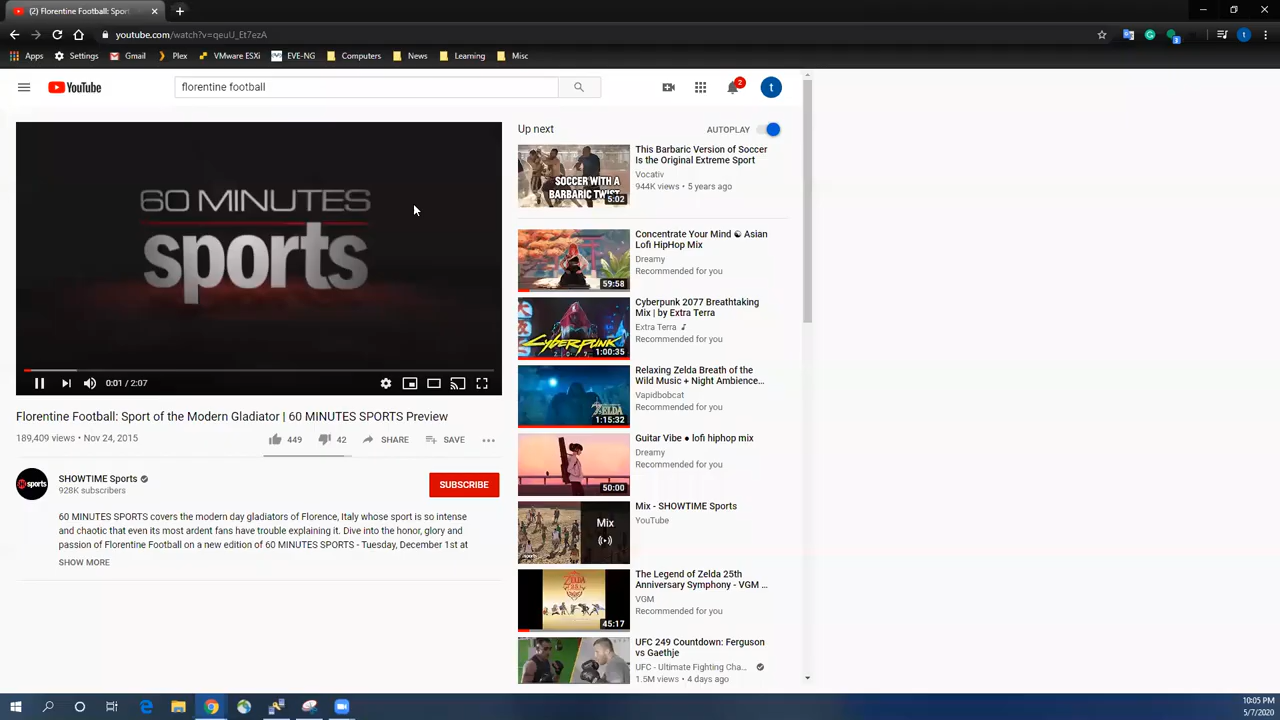 (2) Florentine Football: Sport
youtube.com/watch?v=qeuU_Et7ezA
t
Apps
Settings
Gmail
Plex
VMware ESXi
EVE-NG
Computers
News
Learning
Misc
YouTube
florentine football
2
t
60 MINUTES
sports
0:01 / 2:07
Florentine Football: Sport of the Modern Gladiator | 60 MINUTES SPORTS Preview
189,409 views • Nov 24, 2015
449
42
SHARE
SAVE
SHOWTIME Sports
928K subscribers
SUBSCRIBE
60 MINUTES SPORTS covers the modern day gladiators of Florence, Italy whose sport is so intense
and chaotic that even its most ardent fans have trouble explaining it. Dive into the honor, glory and
passion of Florentine Football on a new edition of 60 MINUTES SPORTS - Tuesday, December 1st at
SHOW MORE
Up next
AUTOPLAY
SOCCER WITH A
BARBARIC TWIST
5:02
This Barbaric Version of Soccer
Is the Original Extreme Sport
Vocativ
944K views • 5 years ago
59:58
Concentrate Your Mind ☯ Asian
Lofi HipHop Mix
Dreamy
Recommended for you
CYBERPUNK
1:00:35
Cyberpunk 2077 Breathtaking
Mix | by Extra Terra
Extra Terra ♪
Recommended for you
ZELDA
1:15:32
Relaxing Zelda Breath of the
Wild Music + Night Ambience...
Vapidbobcat
Recommended for you
50:00
Guitar Vibe ● lofi hiphop mix
Dreamy
Recommended for you
Mix
Mix - SHOWTIME Sports
YouTube
ZELDA
45:17
The Legend of Zelda 25th
Anniversary Symphony - VGM ...
VGM
Recommended for you
UFC 249 Countdown: Ferguson
vs Gaethje
UFC - Ultimate Fighting Cha...
1.5M views • 4 days ago
10:05 PM
5/7/2020